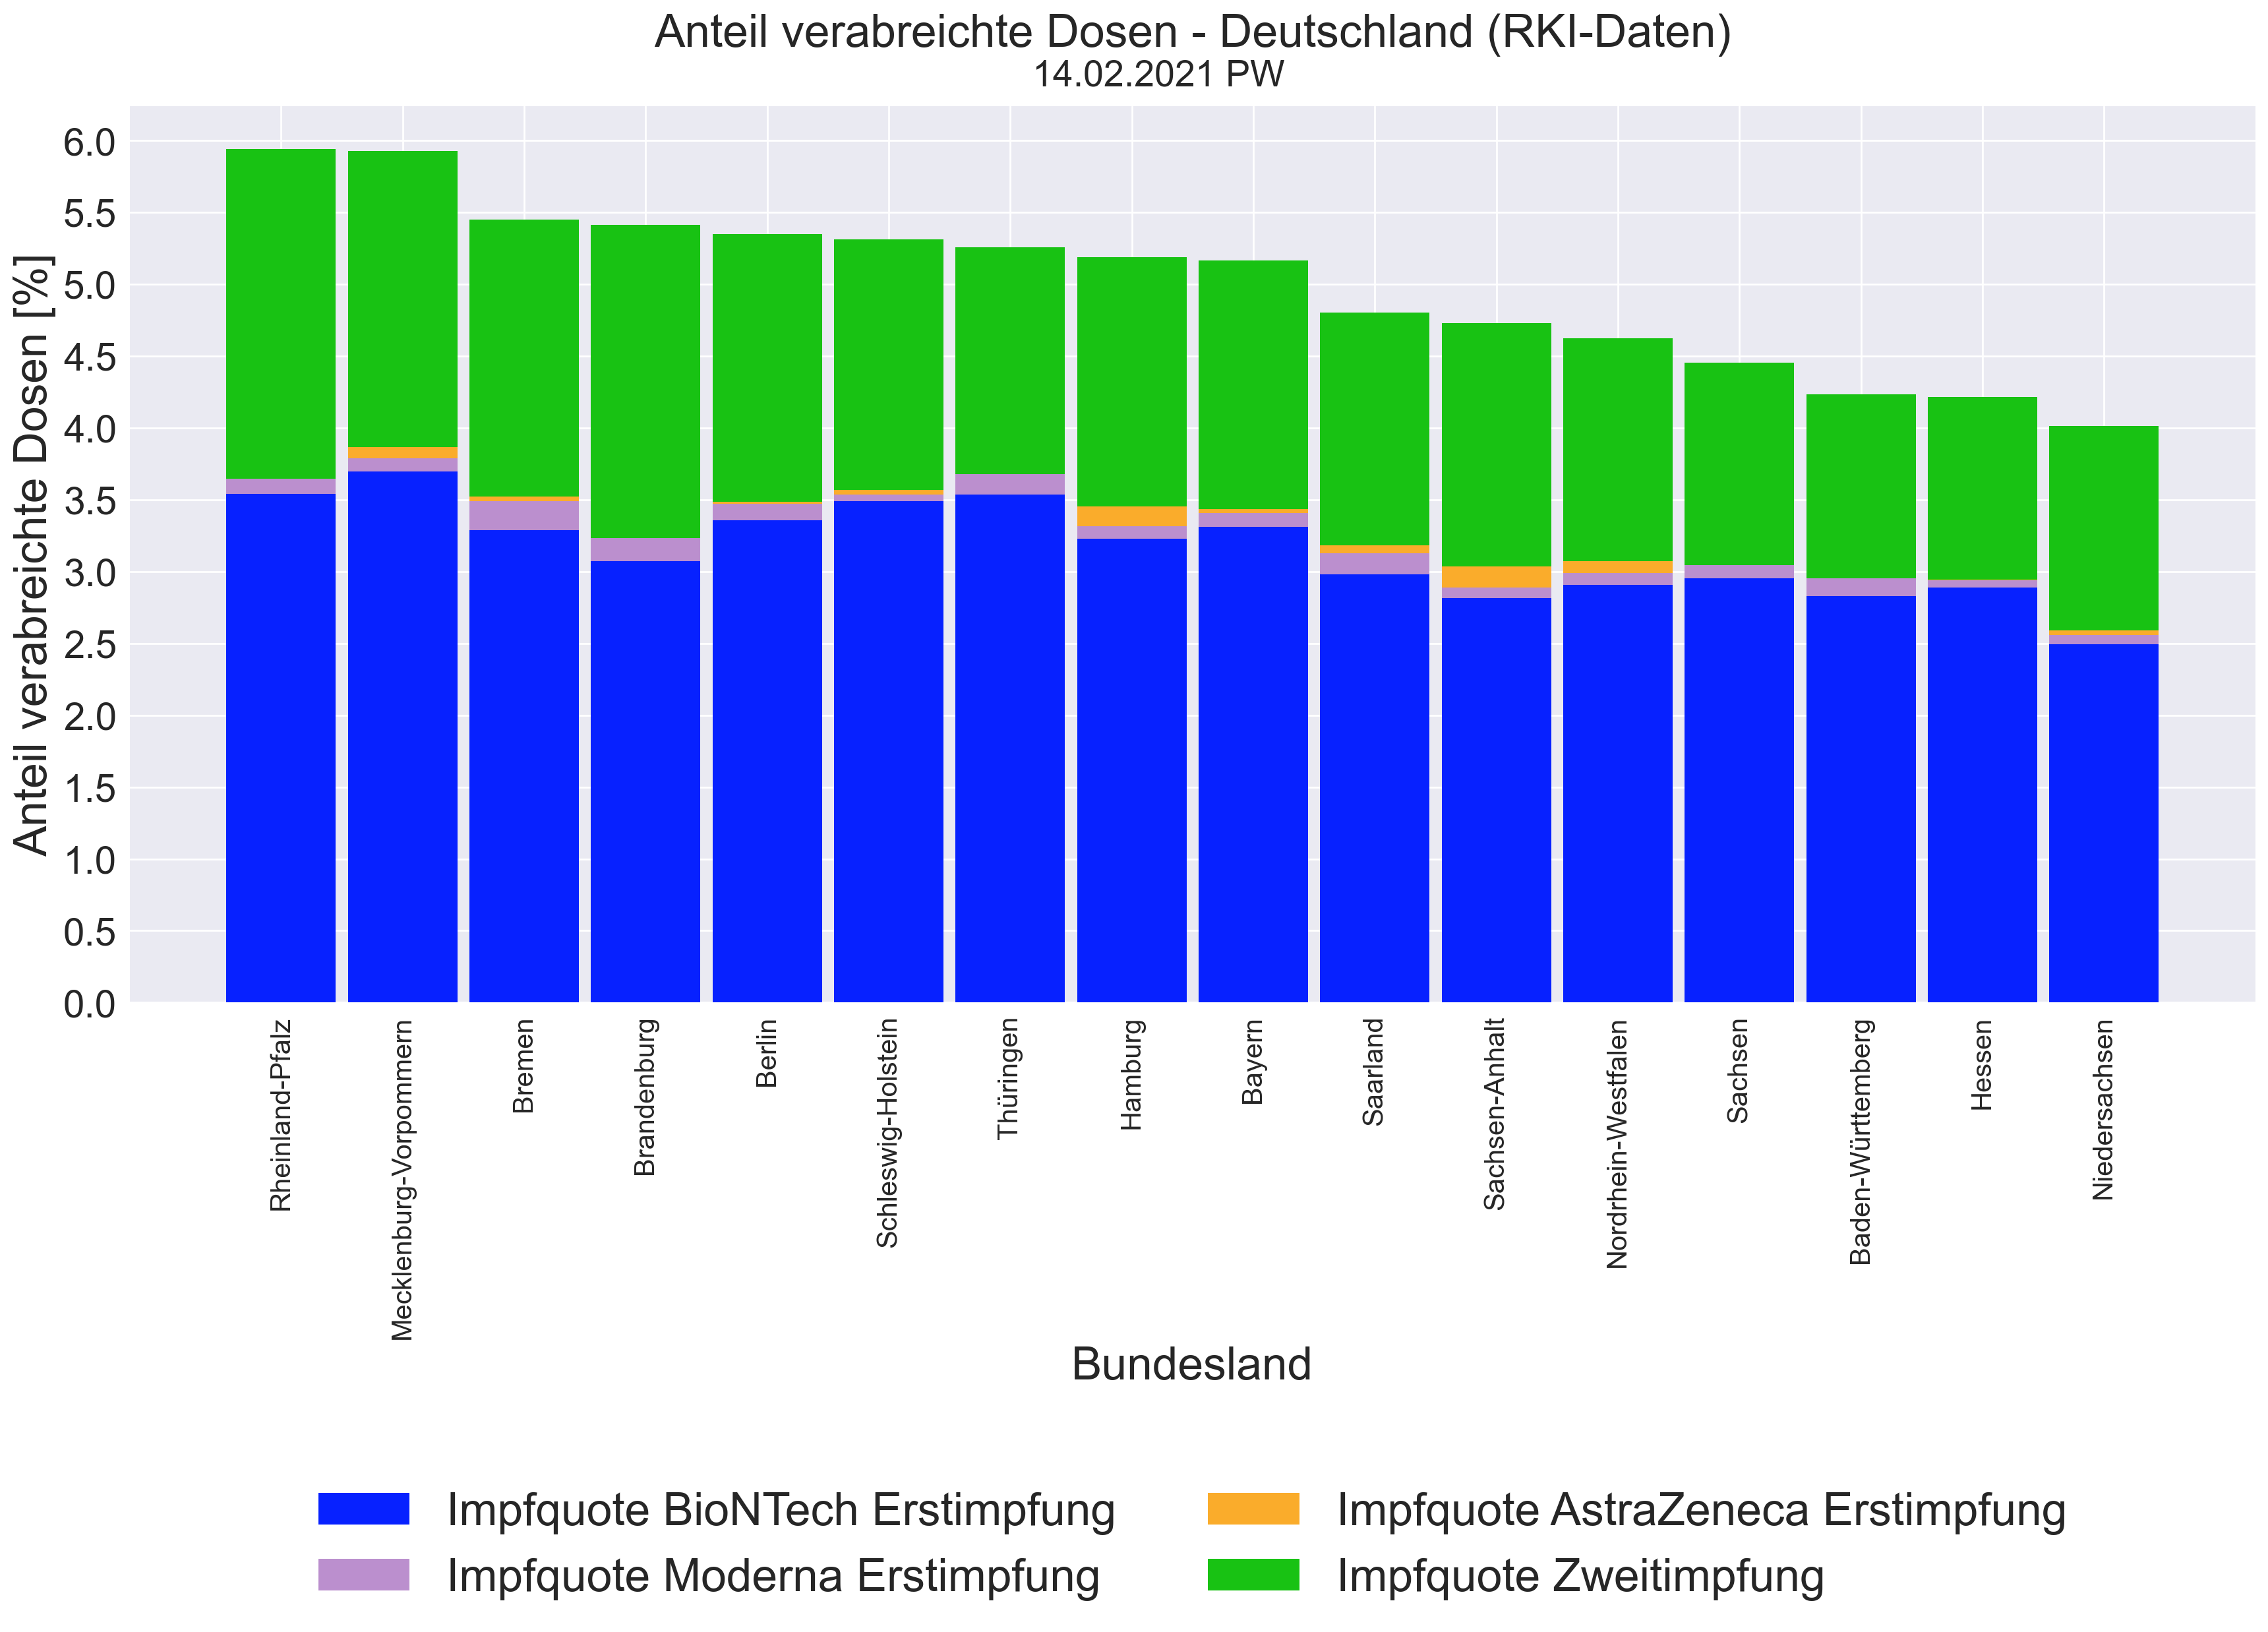 Anteil verabreichte Dosen - Deutschland (RKI-Daten)
14.02.2021 PW
Anteil verabreichte Dosen [%]
6.0
5.5
5.0
4.5
4.0
3.5
3.0
2.5
2.0
1.5
1.0
0.5
0.0
Rheinland-Pfalz
Mecklenburg-Vorpommern
Bremen
Brandenburg
Berlin
Schleswig-Holstein
Thüringen
Hamburg
Bayern
Saarland
Sachsen-Anhalt
Nordrhein-Westfalen
Sachsen
Baden-Württemberg
Hessen
Niedersachsen
Bundesland
Impfquote BioNTech Erstimpfung
Impfquote Moderna Erstimpfung
Impfquote AstraZeneca Erstimpfung
Impfquote Zweitimpfung